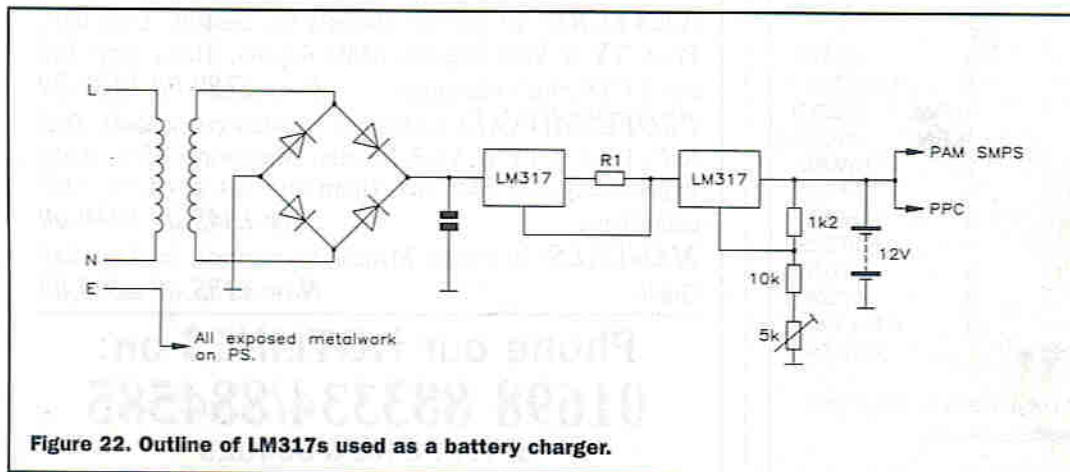 L
N
E
All exposed metalwork
on PS.
LM317
R1
LM317
1k2
10k
5k
12V
PAM SMPS
PPC
Figure 22. Outline of LM317s used as a battery charger.